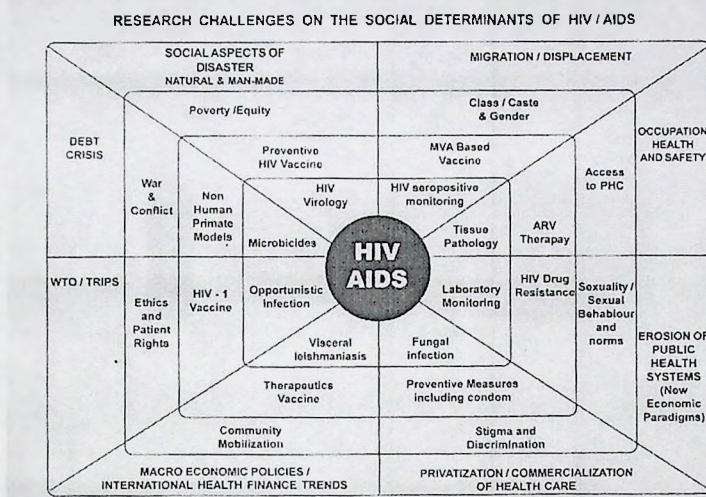 RESEARCH CHALLENGES ON THE SOCIAL DETERMINANTS OF HIV / AIDS
SOCIAL ASPECTS OF
DISASTER
NATURAL & MAN-MADE
MIGRATION / DISPLACEMENT
Poverty /Equity
Class / Caste
& Gender
DEBT
CRISIS
OCCUPATION
HEALTH
AND SAFETY
Preventive
HIV Vaccine
MVA Based
Vaccine
War
&
Conflict
Non
Human
Primate
Models
HIV
Virology
HIV seropositive
monitoring
Access
to PHC
Microbicides
Tissue
Pathology
ARV
Therapay
HIV
AIDS
WTO / TRIPS
Ethics
and
Patient
Rights
HIV - 1
Vaccine
Opportunistic
Infection
Laboratory
Monitoring
HIV Drug
Resistance
Sexuality /
Sexual
Behabiour
and
norms
Visceral
leishmaniasis
Fungal
infection
EROSION OF
PUBLIC
HEALTH
SYSTEMS
(New
Economic
Paradigms)
Therapeutics
Vaccine
Preventive Measures
including condom
Community
Mobilization
Stigma and
Discrimination
MACRO ECONOMIC POLICIES /
INTERNATIONAL HEALTH FINANCE TRENDS
PRIVATIZATION / COMMERCIALIZATION
OF HEALTH CARE